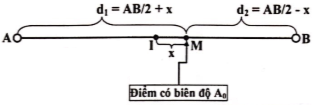 d₁ = AB/2 + x
d₂ = AB/2 - x
A I M B
x
Điểm có biên độ A₀